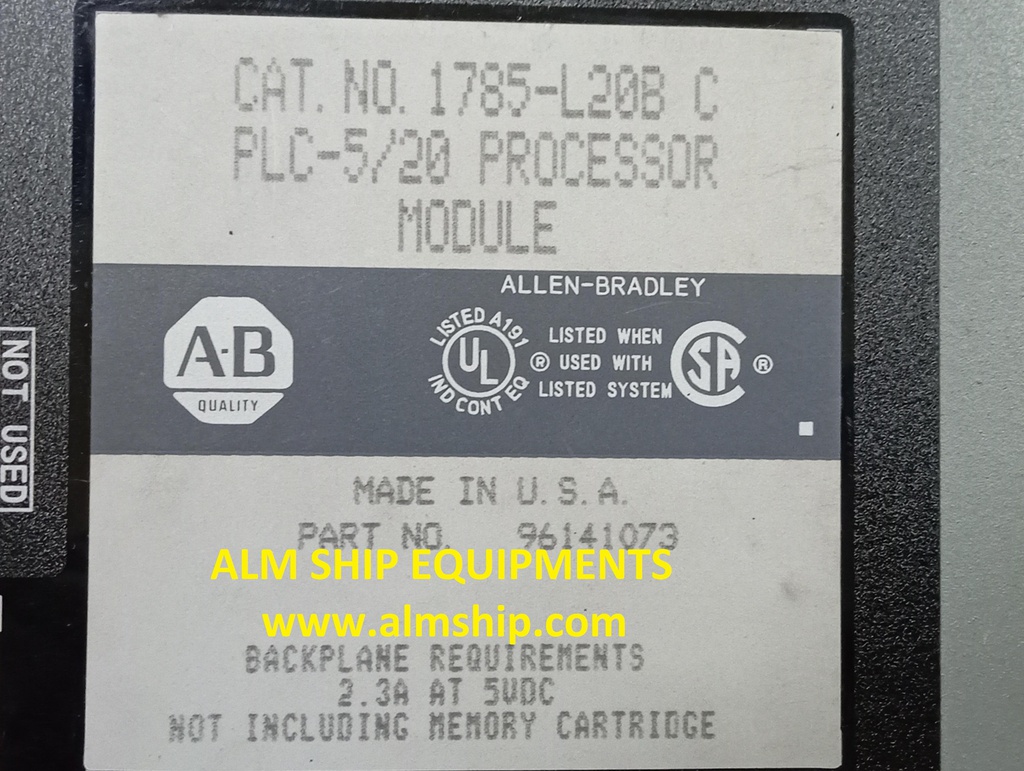 CAT. NO. 1785-L20B C
PLC-5/20 PROCESSOR
MODULE
ALLEN-BRADLEY
A-B
QUALITY
LISTED A191
UL
IND CONT EQ
®
LISTED WHEN
USED WITH
LISTED SYSTEM
SA
®
NOT USED
MADE IN U.S.A.
PART NO. 96141073
ALM SHIP EQUIPMENTS
www.almship.com
BACKPLANE REQUIREMENTS
2.3A AT 5VDC
NOT INCLUDING MEMORY CARTRIDGE